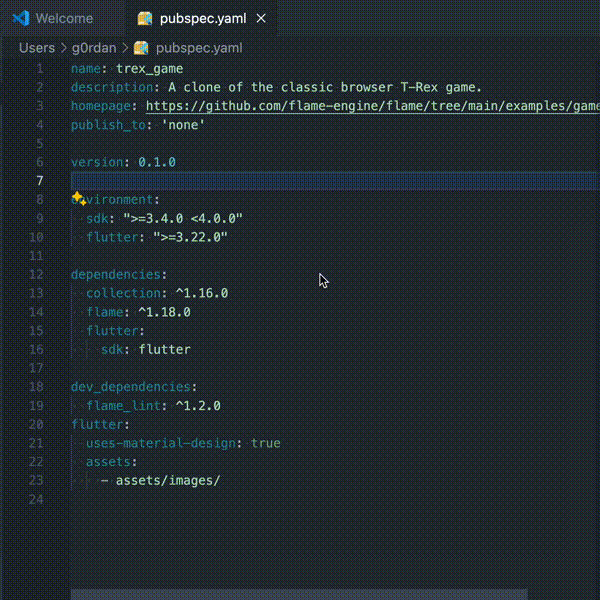 Welcome
pubspec.yaml
Users > g0rdan > pubspec.yaml
1 name: trex_game
2 description: A clone of the classic browser T-Rex game.
3 homepage: https://github.com/flame-engine/flame/tree/main/examples/game
4 publish_to: 'none'
5
6 version: 0.1.0
7
8 environment:
9 sdk: ">=3.4.0 <4.0.0"
10 flutter: ">=3.22.0"
11
12 dependencies:
13 collection: ^1.16.0
14 flame: ^1.18.0
15 flutter:
16 sdk: flutter
17
18 dev_dependencies:
19 flame_lint: ^1.2.0
20 flutter:
21 uses-material-design: true
22 assets:
23 - assets/images/
24